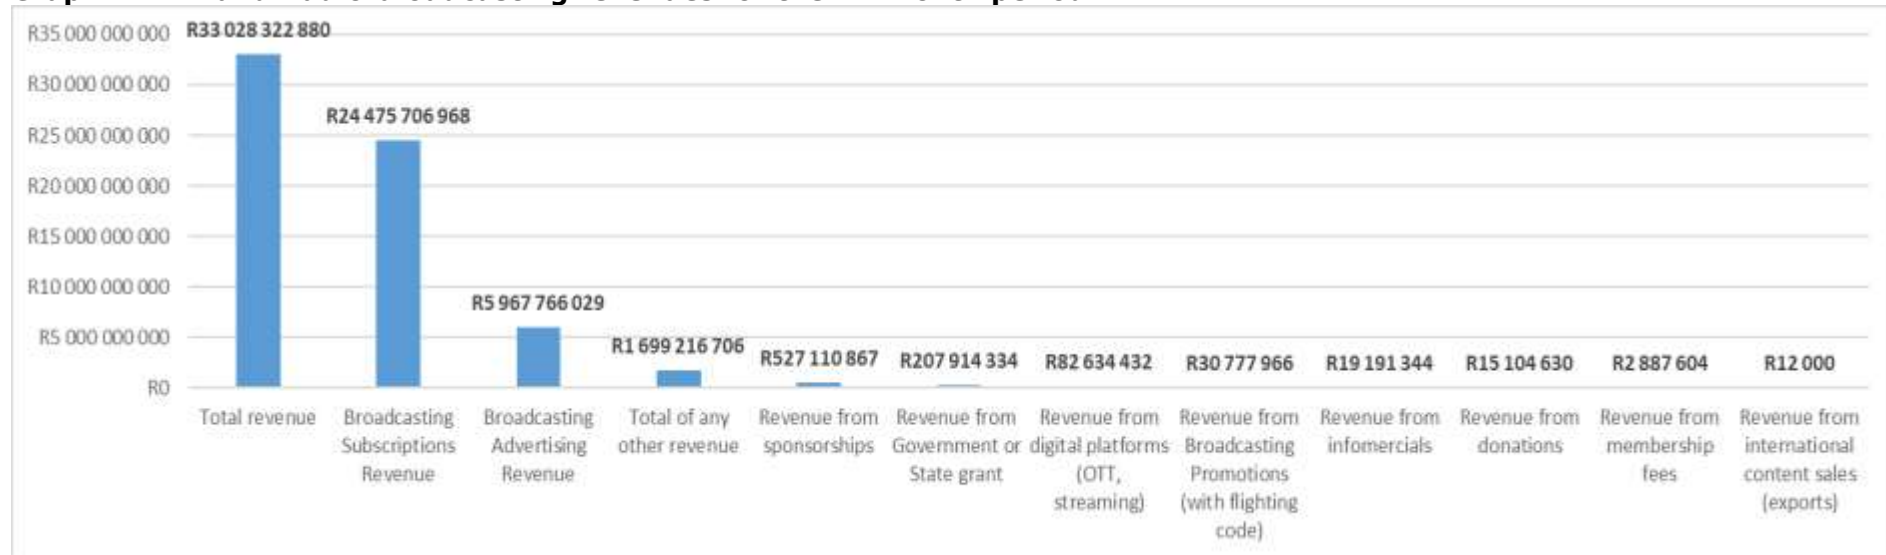 R35 000 000 000
R30 000 000 000
R25 000 000 000
R20 000 000 000
R15 000 000 000
R10 000 000 000
R5 000 000 000
R0
R33 028 322 880
R24 475 706 968
R5 967 766 029
R1 699 216 706
R527 110 867
R207 914 334
R82 634 432
R30 777 966
R19 191 344
R15 104 630
R2 887 604
R12 000
Total revenue
Broadcasting
Subscriptions
Revenue
Broadcasting
Advertising
Revenue
Total of any
other revenue
Revenue from
sponsorships
Revenue from
Government or
State grant
Revenue from
digital platforms
(OTT,
streaming)
Revenue from
Broadcasting
Promotions
(with flighting
code)
Revenue from
infomercials
Revenue from
donations
Revenue from
membership
fees
Revenue from
international
content sales
(exports)